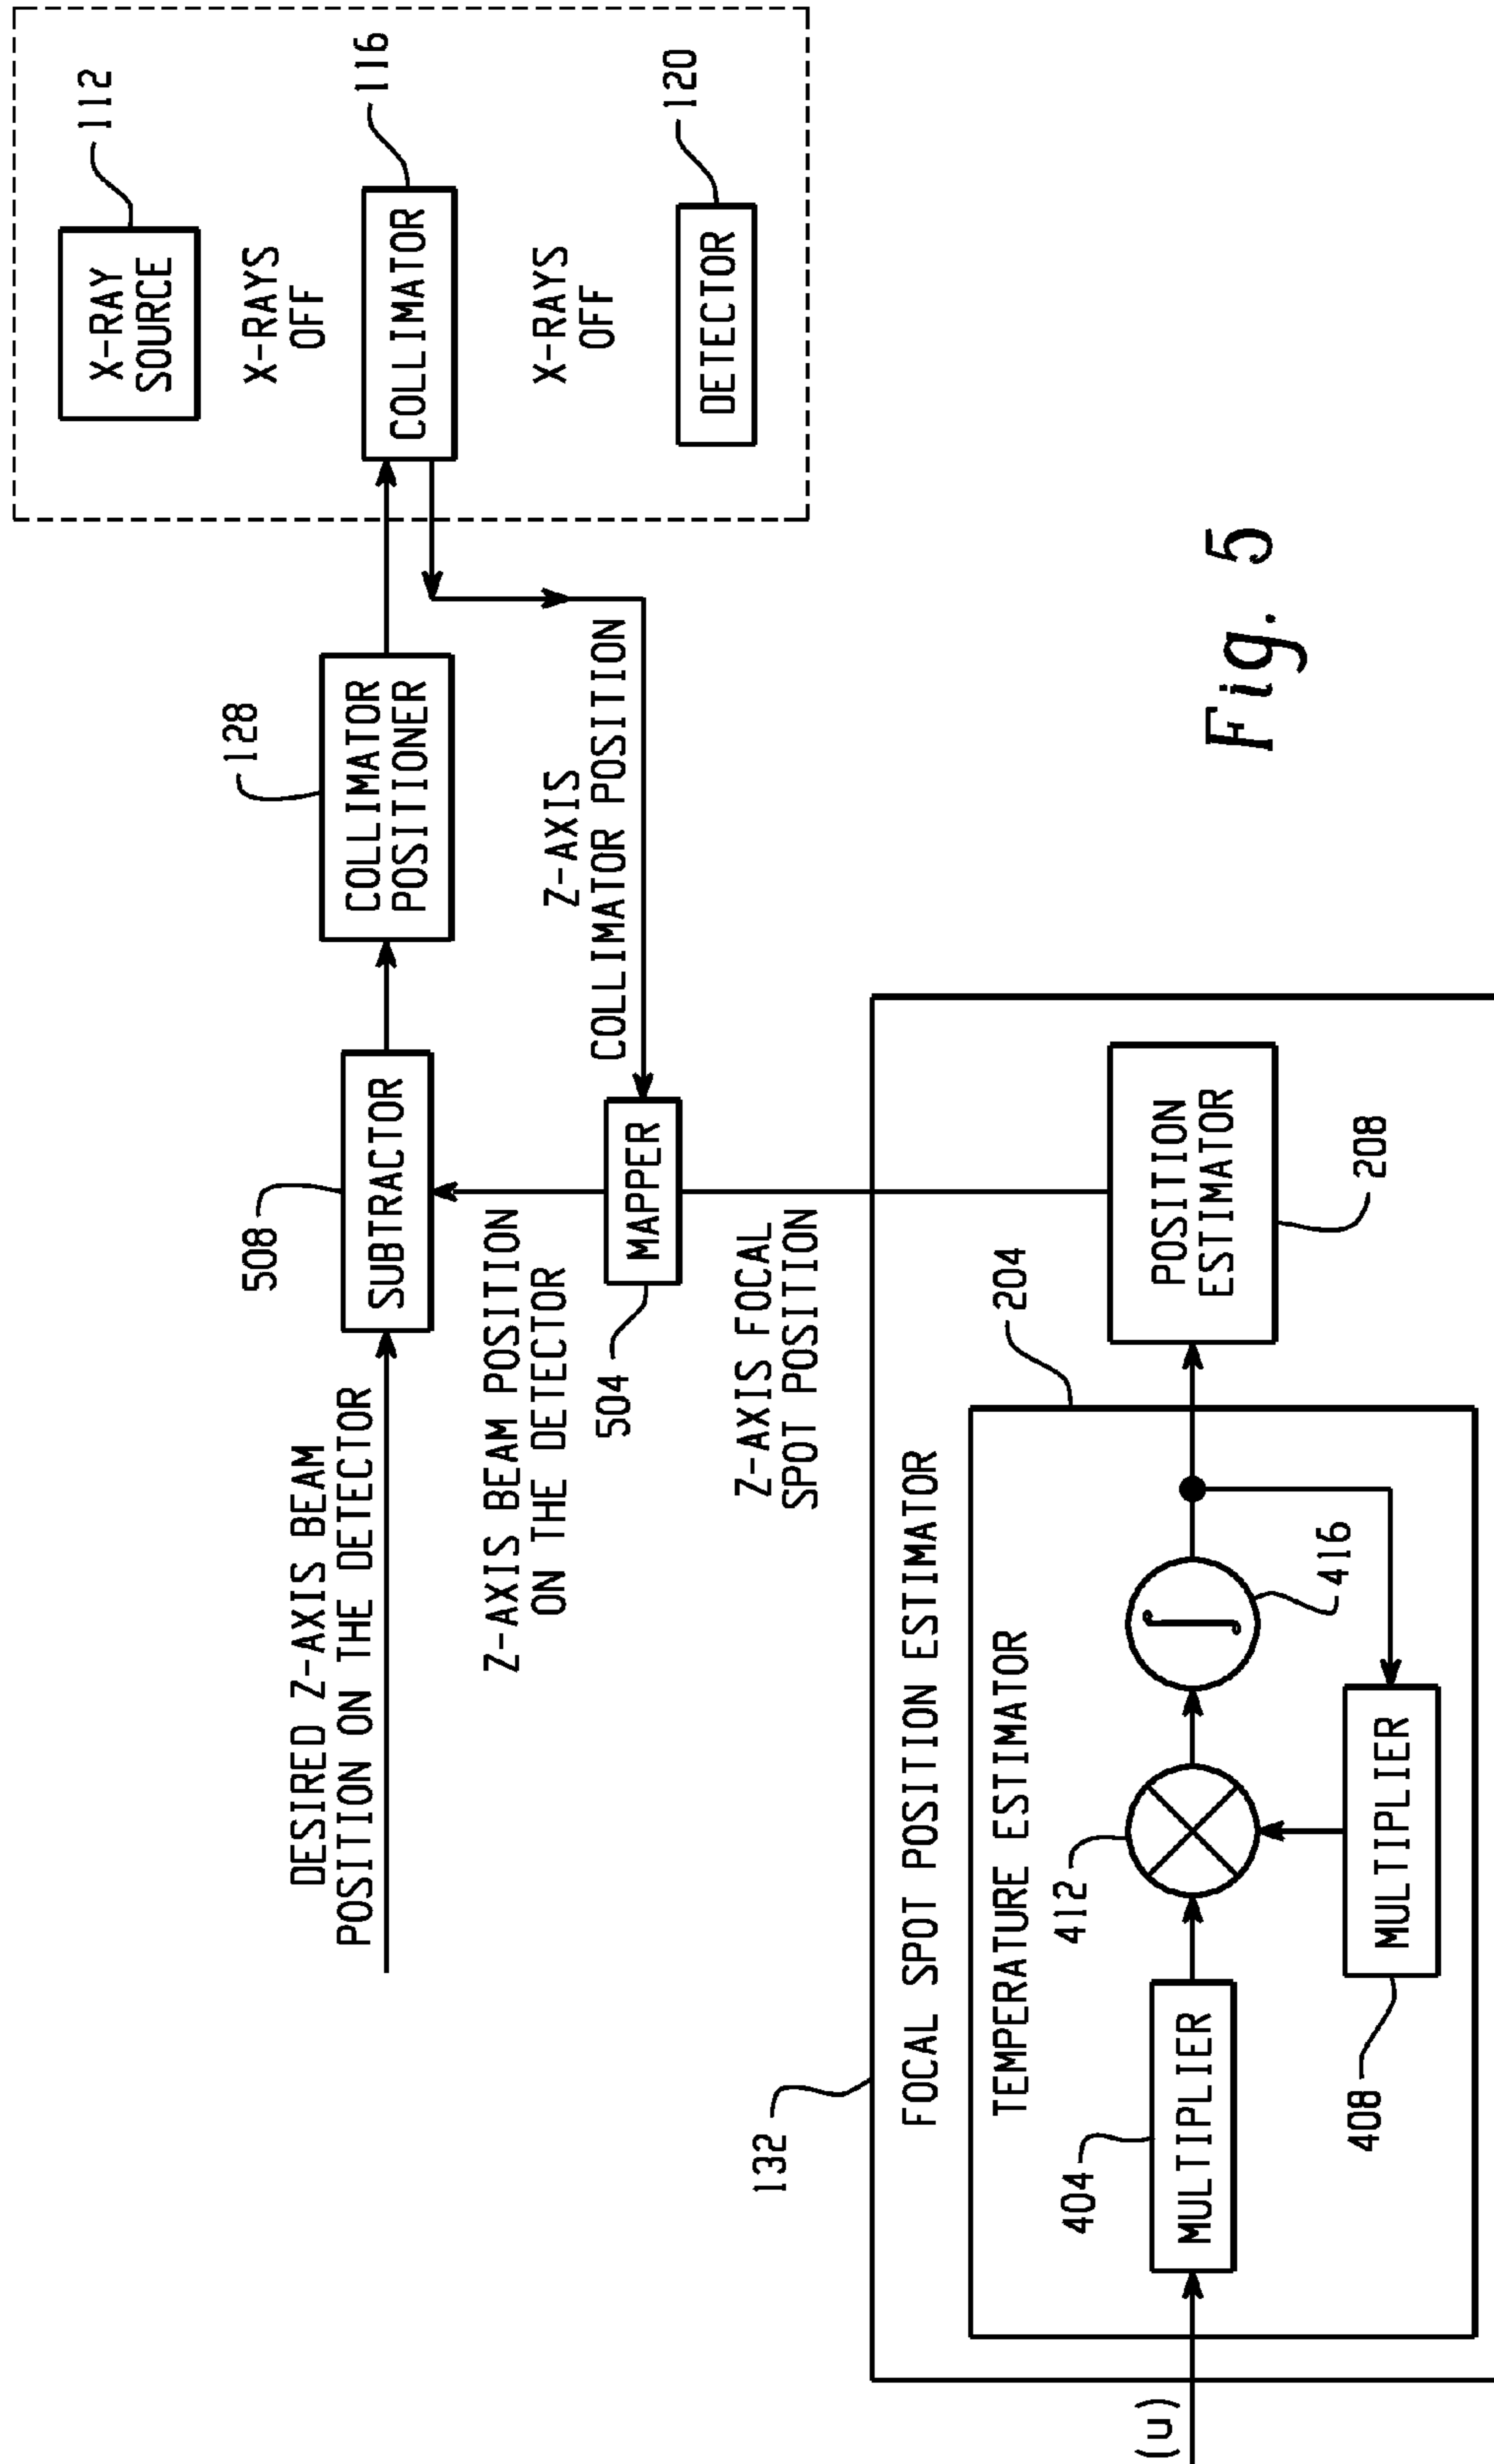 X-RAY
SOURCE
112
X-RAYS
OFF
COLLIMATOR
116
X-RAYS
OFF
DETECTOR
120
128
COLLIMATOR
POSITIONER
508
SUBTRACTOR
DESIRED Z-AXIS BEAM
POSITION ON THE DETECTOR
Z-AXIS
COLLIMATOR POSITION
Z-AXIS BEAM POSITION
ON THE DETECTOR
504
MAPPER
Z-AXIS FOCAL
SPOT POSITION
132
FOCAL SPOT POSITION ESTIMATOR
204
TEMPERATURE ESTIMATOR
(u)
404
MULTIPLIER
412
∫
416
408
MULTIPLIER
POSITION
ESTIMATOR
208
Fig. 5